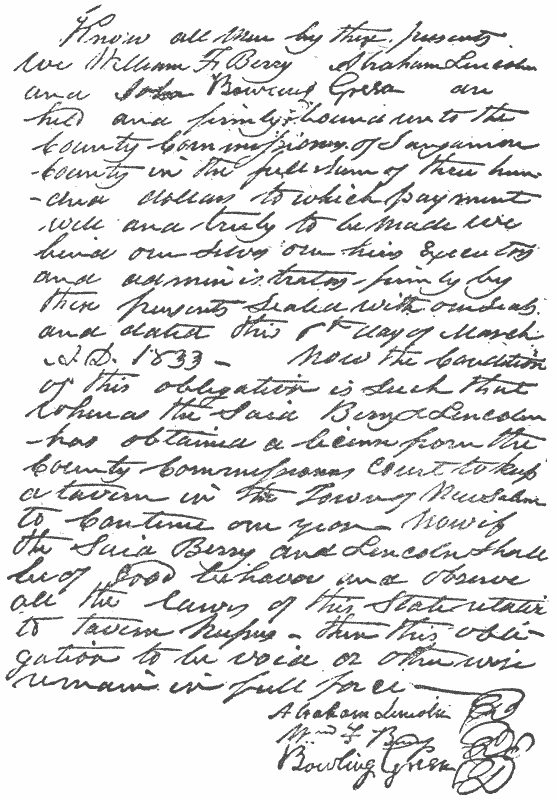 Know all Men by these presents
we William F Berry Abraham Lincoln
and John Bowling Green are
held and firmly bound unto the
County Commissioners of Sangamon
County in the full sum of three hun-
-dred dollars to which payment
well and truly to be made we
bind our selves our heirs Executors
and administrators firmly by
these presents Sealed with our seals
and dated this 6th day of March
A.D. 1833 - Now the Condition
of this obligation is Such that
whereas the Said Berry & Lincoln
has obtained a licens from the
County Commissioners Court to keep
a tavern in the Town of New Salem
to Continue one year Now if
the Said Berry and Lincoln Shall
be of Good behavor and observe
all the laws of this State relative
to tavern keepers - then this obli-
gation to be void or otherwise
remain in full force
Abraham Lincoln
Wm F Berry
Bowling Green